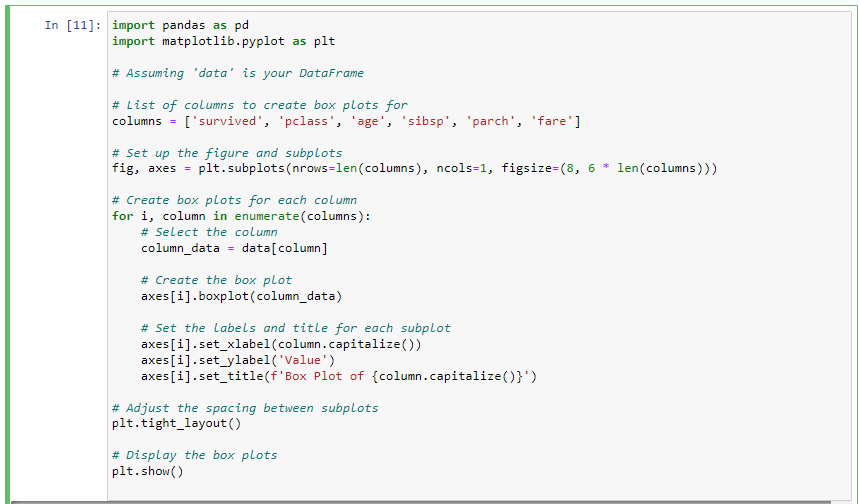 In [11]: import pandas as pd
import matplotlib.pyplot as plt

# Assuming 'data' is your DataFrame

# List of columns to create box plots for
columns = ['survived', 'pclass', 'age', 'sibsp', 'parch', 'fare']

# Set up the figure and subplots
fig, axes = plt.subplots(nrows=len(columns), ncols=1, figsize=(8, 6 * len(columns)))

# Create box plots for each column
for i, column in enumerate(columns):
    # Select the column
    column_data = data[column]

    # Create the box plot
    axes[i].boxplot(column_data)

    # Set the labels and title for each subplot
    axes[i].set_xlabel(column.capitalize())
    axes[i].set_ylabel('Value')
    axes[i].set_title(f'Box Plot of {column.capitalize()}')

# Adjust the spacing between subplots
plt.tight_layout()

# Display the box plots
plt.show()